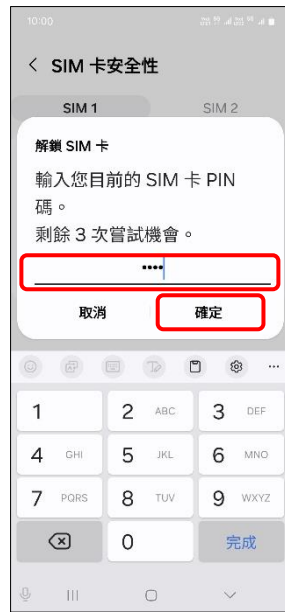 10:00
SIM 卡安全性
SIM 1
SIM 2
解鎖 SIM 卡
輸入您目前的 SIM 卡 PIN
碼。
剩餘 3 次嘗試機會。
••••
取消
確定
1
2 ABC
3 DEF
4 GHI
5 JKL
6 MNO
7 PQRS
8 TUV
9 WXYZ
0
完成